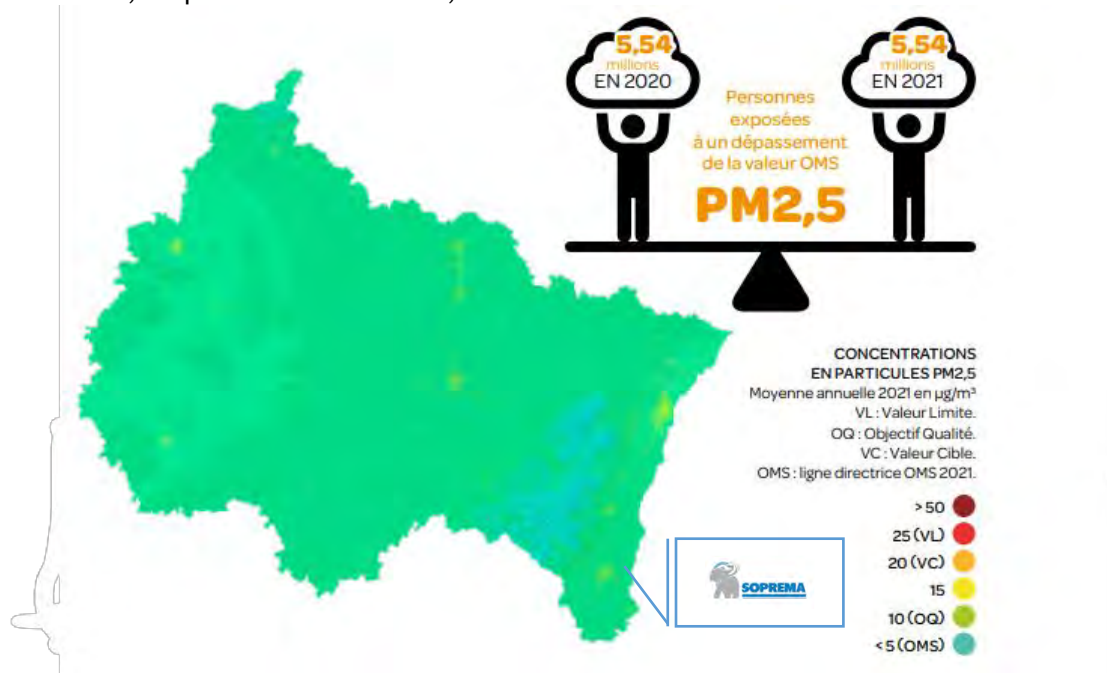 5,54
millions
EN 2020
5,54
millions
EN 2021
Personnes
exposées
à un dépassement
de la valeur OMS
PM2,5
CONCENTRATIONS
EN PARTICULES PM2,5
Moyenne annuelle 2021 en µg/m³
VL : Valeur Limite.
OQ : Objectif Qualité.
VC : Valeur Cible.
OMS : ligne directrice OMS 2021.
> 50
25 (VL)
20 (VC)
15
10 (OQ)
< 5 (OMS)
SOPREMA